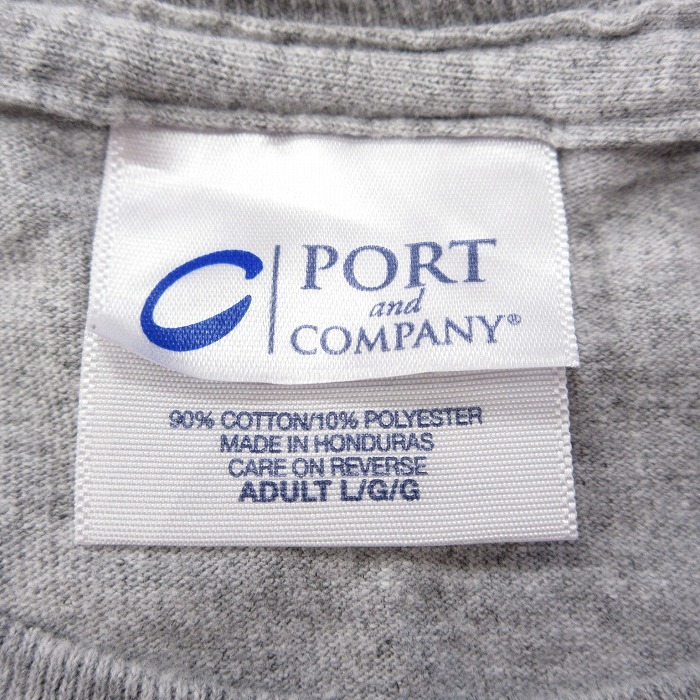 PORT
and
COMPANY®
90% COTTON/10% POLYESTER
MADE IN HONDURAS
CARE ON REVERSE
ADULT L/G/G